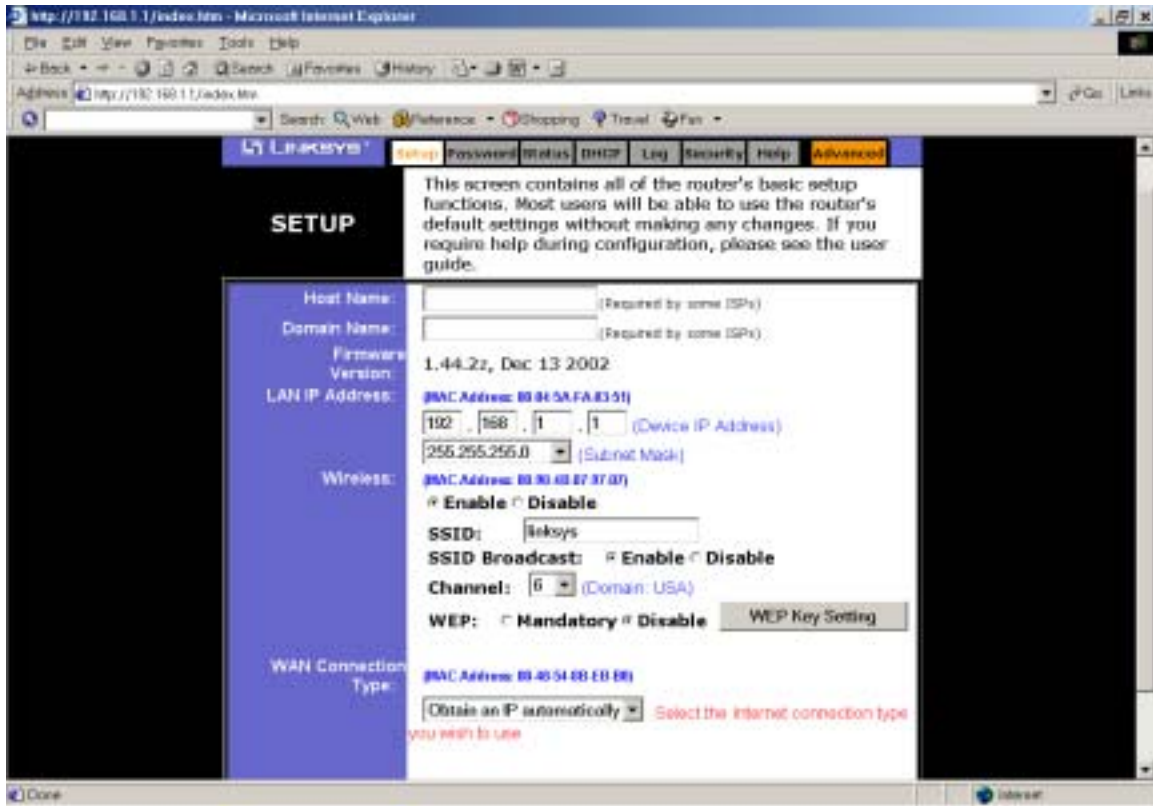 http://192.168.1.1/index.htm - Microsoft Internet Explorer
File Edit View Favorites Tools Help
Back Search Favorites History
Address http://192.168.1.1/index.htm Go Links
Search Web Reference Shopping Travel Fun
LINKSYS Setup Password Status DHCP Log Security Help Advanced
SETUP
This screen contains all of the router's basic setup
functions. Most users will be able to use the router's
default settings without making any changes. If you
require help during configuration, please see the user
guide.
Host Name: (Required by some ISPs)
Domain Name: (Required by some ISPs)
Firmware Version: 1.44.2z, Dec 13 2002
LAN IP Address: (MAC Address:
192 . 168 . 1 . 1 (Device IP Address)
255.255.255.0 (Subnet Mask)
Wireless: (MAC Address:
Enable Disable
SSID: linksys
SSID Broadcast: Enable Disable
Channel: 6 (Domain: USA)
WEP: Mandatory Disable WEP Key Setting
WAN Connection Type: (MAC Address:
Obtain an IP automatically Select the Internet connection type
you wish to use
Done Internet